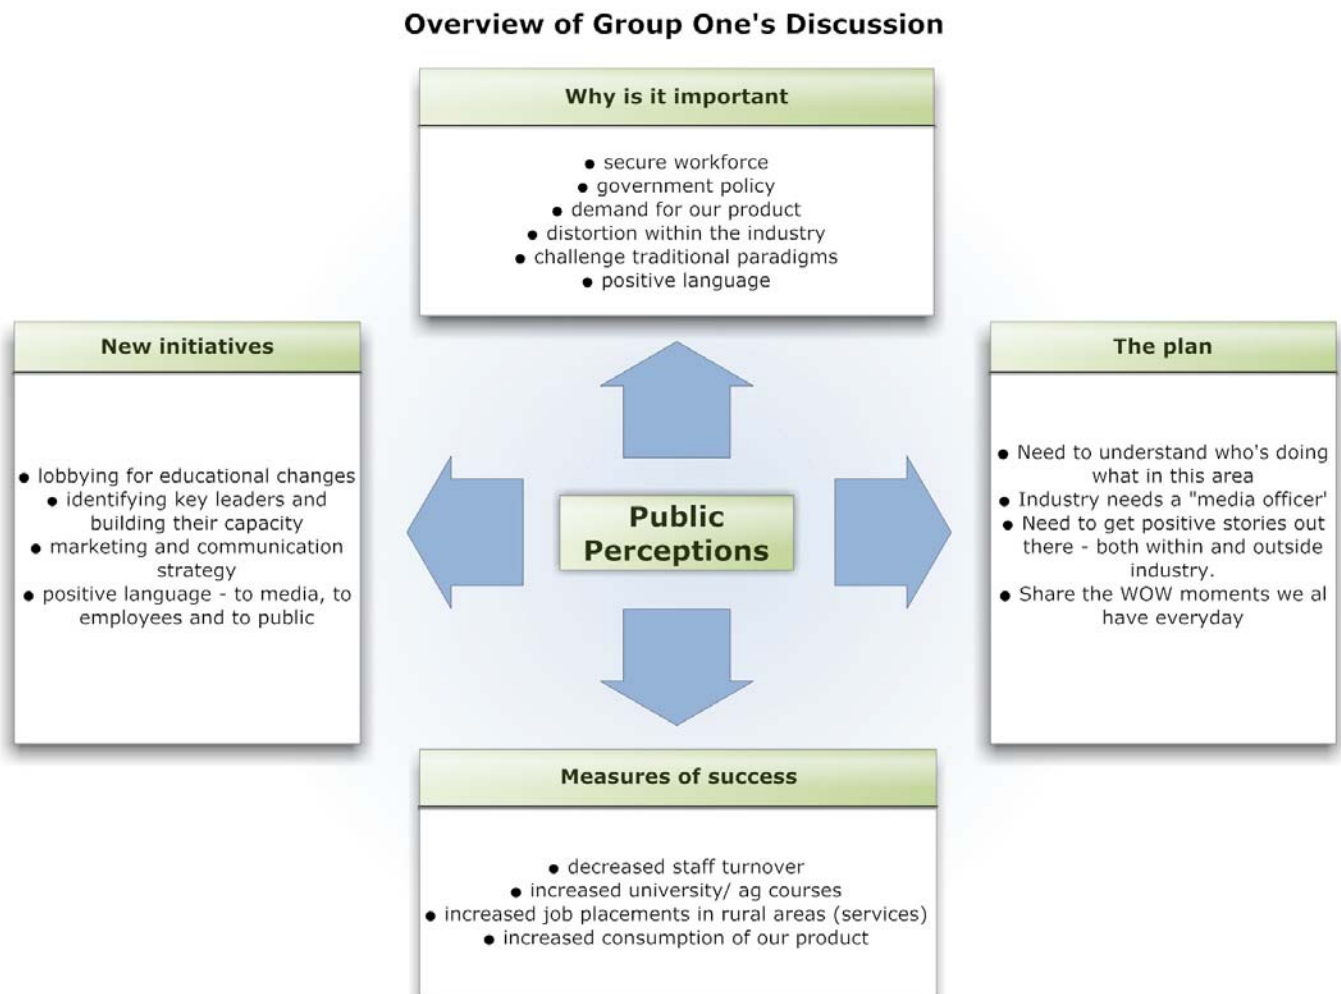 Overview of Group One's Discussion
Why is it important
● secure workforce
● government policy
● demand for our product
● distortion within the industry
● challenge traditional paradigms
● positive language
New initiatives
● lobbying for educational changes
● identifying key leaders and
building their capacity
● marketing and communication
strategy
● positive language - to media, to
employees and to public
Public
Perceptions
The plan
● Need to understand who's doing
what in this area
● Industry needs a "media officer'
● Need to get positive stories out
there - both within and outside
industry.
● Share the WOW moments we al
have everyday
Measures of success
● decreased staff turnover
● increased university/ ag courses
● increased job placements in rural areas (services)
● increased consumption of our product